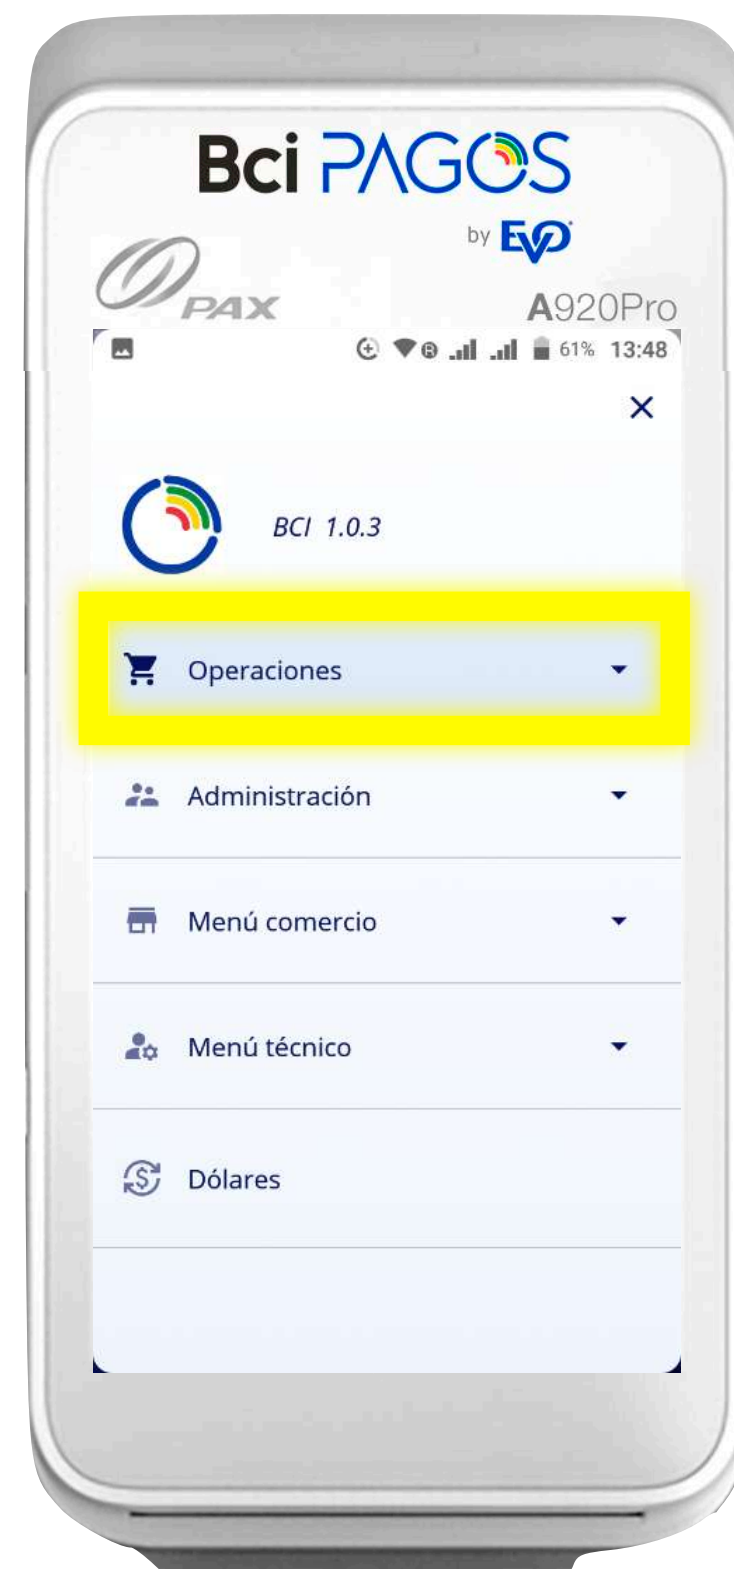 Bci PAGOS
by EVO
PAX
A920Pro
R 61% 13:48
BCI 1.0.3
Operaciones
Administración
Menú comercio
Menú técnico
Dólares